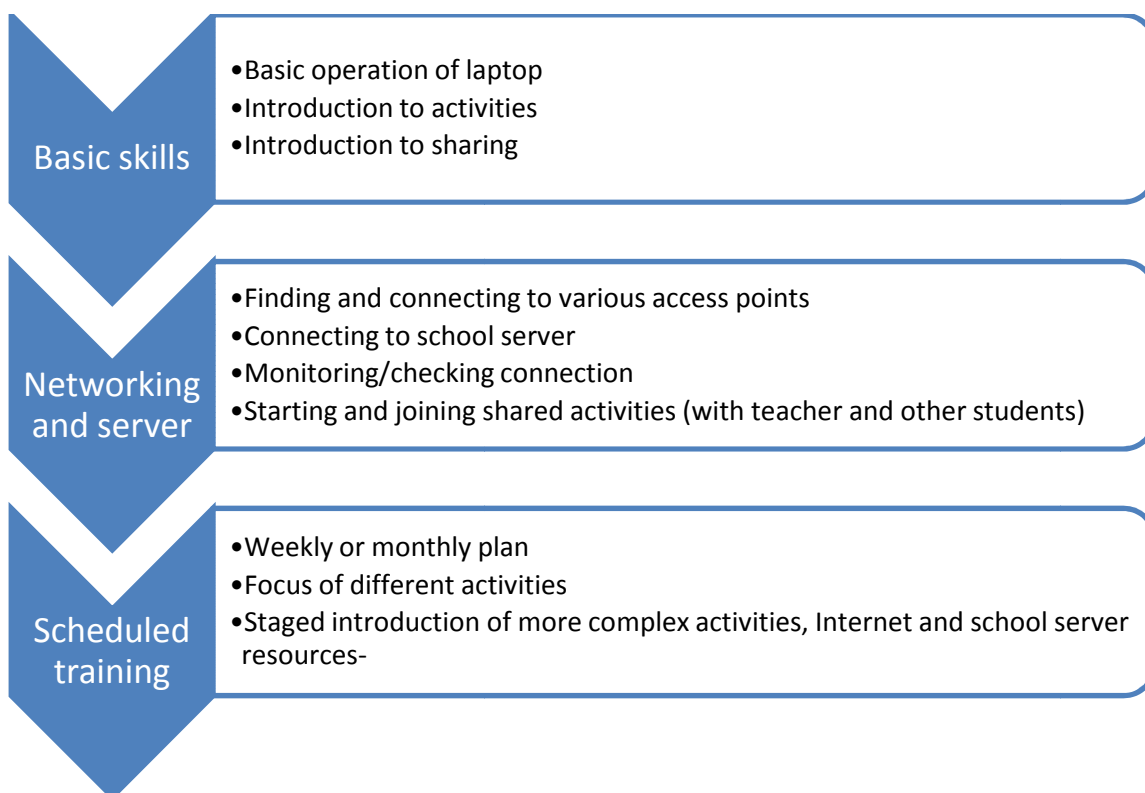 Basic skills
•Basic operation of laptop
•Introduction to activities
•Introduction to sharing
Networking
and server
•Finding and connecting to various access points
•Connecting to school server
•Monitoring/checking connection
•Starting and joining shared activities (with teacher and other students)
Scheduled
training
•Weekly or monthly plan
•Focus of different activities
•Staged introduction of more complex activities, Internet and school server
resources-